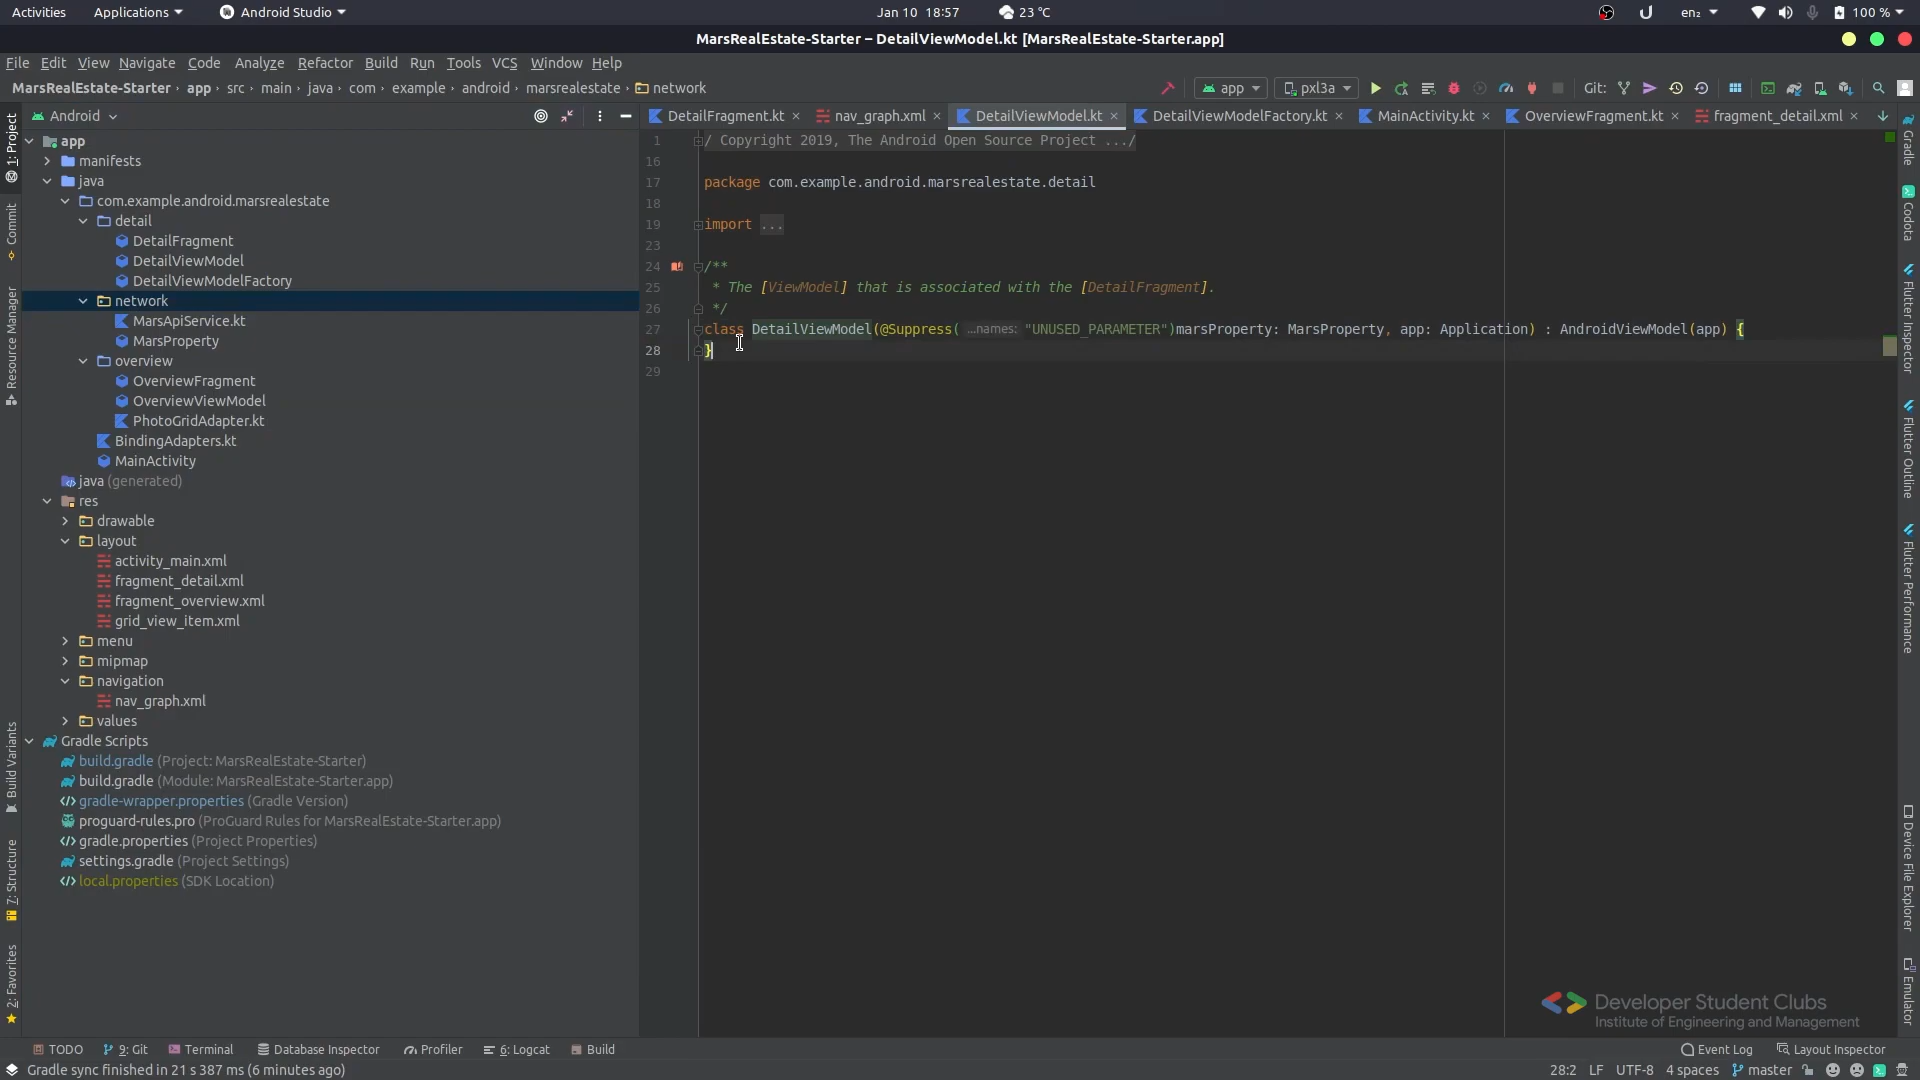 Activities Applications Android Studio Jan 10 18:57 23 °C en₂ 100 %
MarsRealEstate-Starter – DetailViewModel.kt [MarsRealEstate-Starter.app]
File Edit View Navigate Code Analyze Refactor Build Run Tools VCS Window Help
MarsRealEstate-Starter › app › src › main › java › com › example › android › marsrealestate › network app pxl3a Git:
Android
DetailFragment.kt nav_graph.xml DetailViewModel.kt DetailViewModelFactory.kt MainActivity.kt OverviewFragment.kt fragment_detail.xml
1: Project
Commit
Resource Manager
Build Variants
7: Structure
2: Favorites
app
manifests
java
com.example.android.marsrealestate
detail
DetailFragment
DetailViewModel
DetailViewModelFactory
network
MarsApiService.kt
MarsProperty
overview
OverviewFragment
OverviewViewModel
PhotoGridAdapter.kt
BindingAdapters.kt
MainActivity
java (generated)
res
drawable
layout
activity_main.xml
fragment_detail.xml
fragment_overview.xml
grid_view_item.xml
menu
mipmap
navigation
nav_graph.xml
values
Gradle Scripts
build.gradle (Project: MarsRealEstate-Starter)
build.gradle (Module: MarsRealEstate-Starter.app)
gradle-wrapper.properties (Gradle Version)
proguard-rules.pro (ProGuard Rules for MarsRealEstate-Starter.app)
gradle.properties (Project Properties)
settings.gradle (Project Settings)
local.properties (SDK Location)
1 / Copyright 2019, The Android Open Source Project .../
16
17 package com.example.android.marsrealestate.detail
18
19 import ...
23
24 /**
25 * The [ViewModel] that is associated with the [DetailFragment].
26 */
27 class DetailViewModel(@Suppress( ...names: "UNUSED_PARAMETER")marsProperty: MarsProperty, app: Application) : AndroidViewModel(app) {
28 }
29
Gradle
Codota
Flutter Inspector
Flutter Outline
Flutter Performance
Device File Explorer
Emulator
Developer Student Clubs
Institute of Engineering and Management
TODO 9: Git Terminal Database Inspector Profiler 6: Logcat Build Event Log Layout Inspector
Gradle sync finished in 21 s 387 ms (6 minutes ago) 28:2 LF UTF-8 4 spaces master